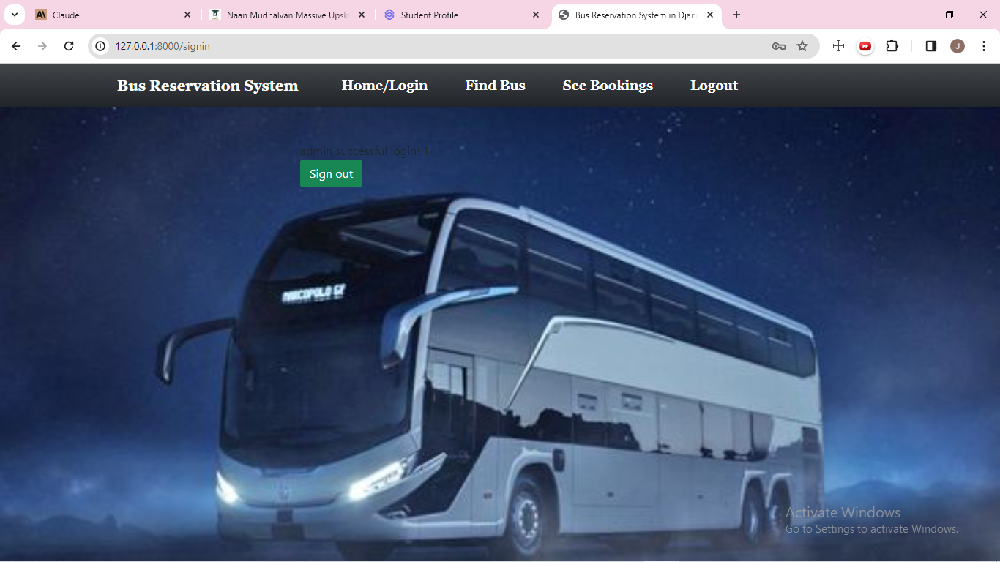 Claude
Naan Mudhalvan Massive Upsk
Student Profile
Bus Reservation System in Djan
127.0.0.1:8000/signin
J
Bus Reservation System
Home/Login
Find Bus
See Bookings
Logout
admin successful login! 1
Sign out
MARCOPOLO G7
Activate Windows
Go to Settings to activate Windows.